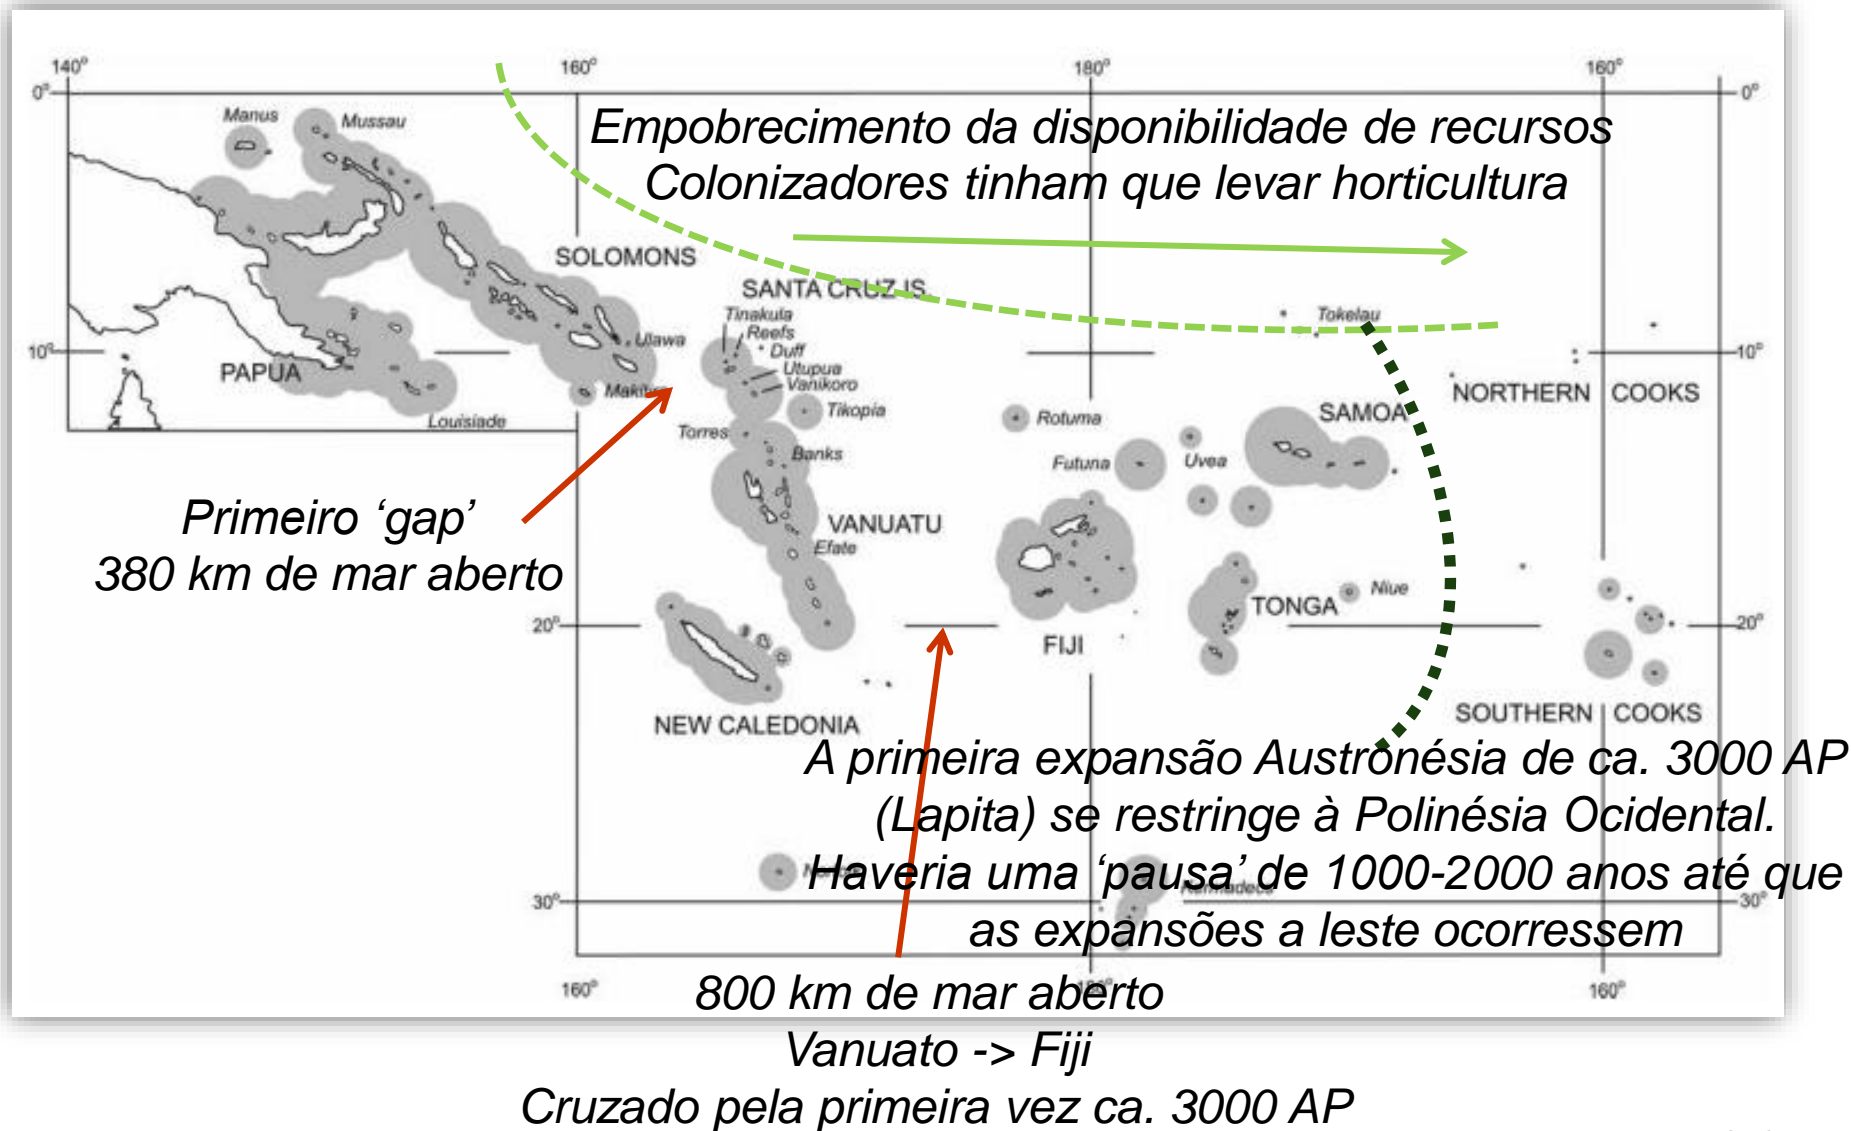 140°
160°
180°
160°
0°
0°
Manus
Mussau
Empobrecimento da disponibilidade de recursos
Colonizadores tinham que levar horticultura
SOLOMONS
SANTA CRUZ IS.
Tinakula
Reefs
Duff
Utupua
Vanikoro
Tikopia
Ulawa
Tokelau
10°
10°
PAPUA
Louisiade
Torres
Banks
Rotuma
Futuna
Uvea
SAMOA
NORTHERN COOKS
Primeiro ‘gap’
380 km de mar aberto
VANUATU
Efate
TONGA
Niue
20°
20°
FIJI
NEW CALEDONIA
SOUTHERN COOKS
A primeira expansão Austronésia de ca. 3000 AP
(Lapita) se restringe à Polinésia Ocidental.
Haveria uma ‘pausa’ de 1000-2000 anos até que
as expansões a leste ocorressem
30°
30°
160°
160°
800 km de mar aberto
Vanuato -> Fiji
Cruzado pela primeira vez ca. 3000 AP